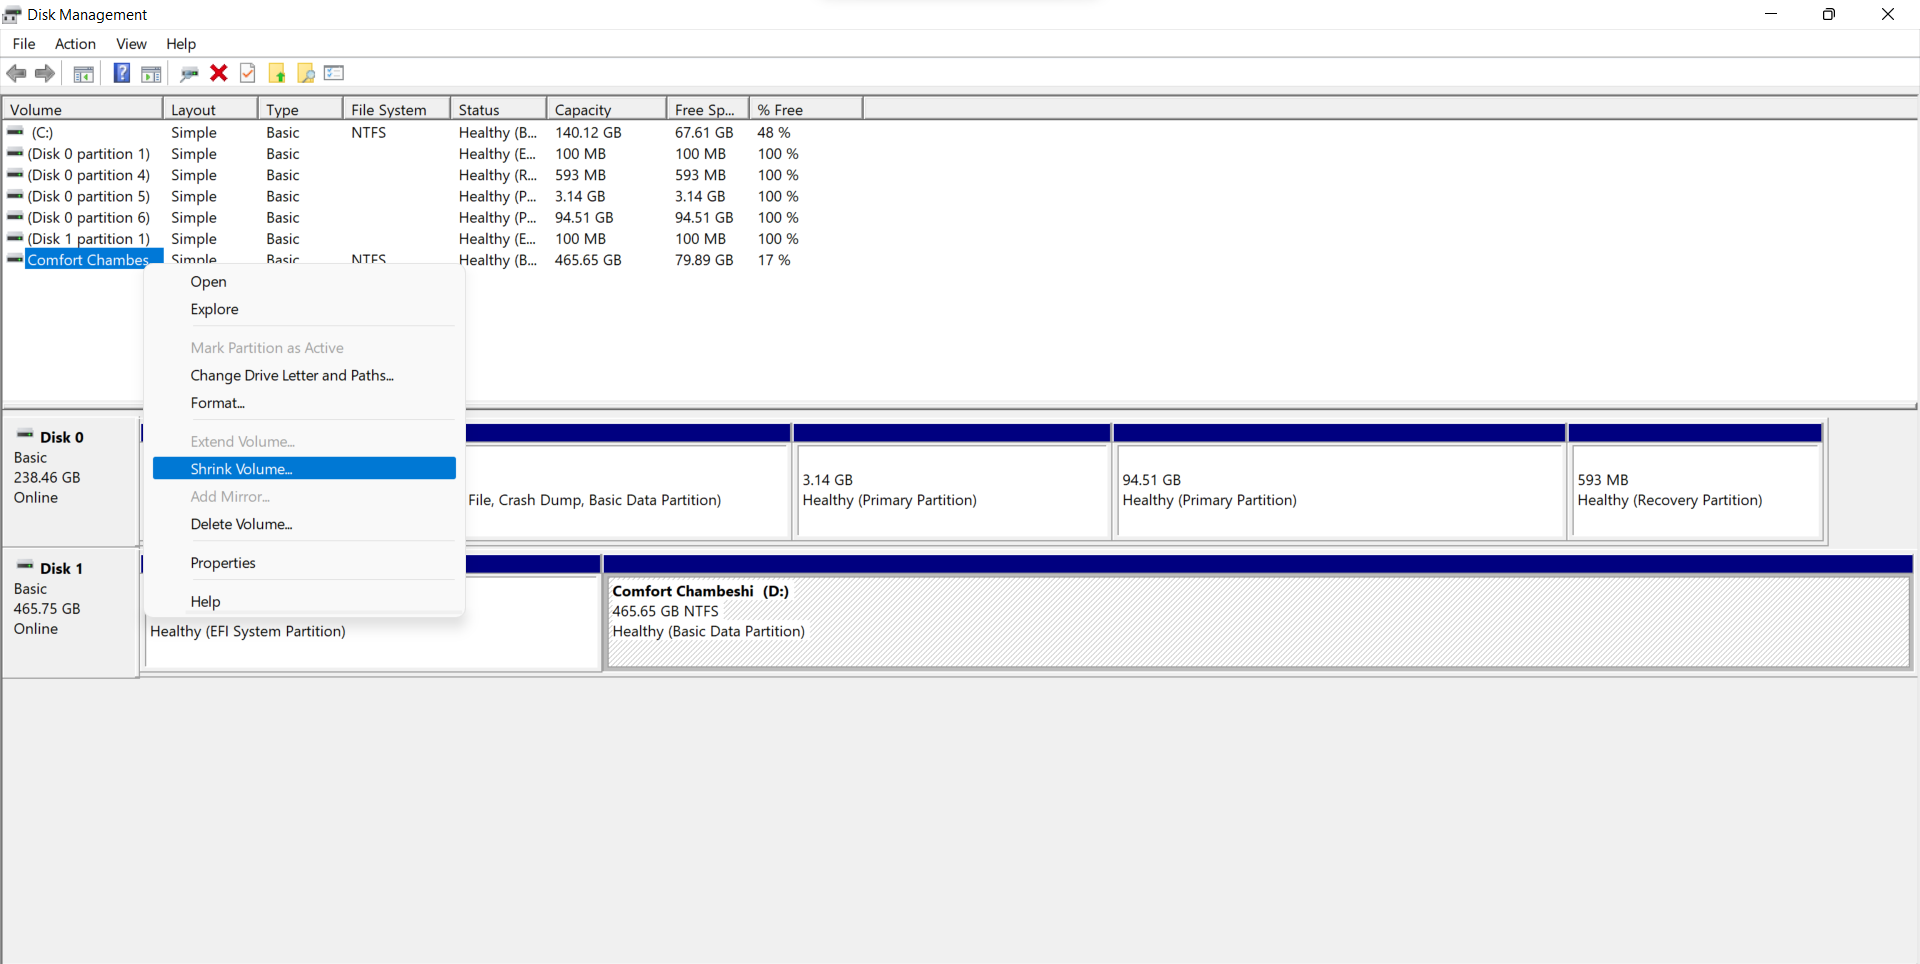 Disk Management
File Action View Help
Volume Layout Type File System Status Capacity Free Sp... % Free
(C:) Simple Basic NTFS Healthy (B... 140.12 GB 67.61 GB 48 %
(Disk 0 partition 1) Simple Basic Healthy (E... 100 MB 100 MB 100 %
(Disk 0 partition 4) Simple Basic Healthy (R... 593 MB 593 MB 100 %
(Disk 0 partition 5) Simple Basic Healthy (P... 3.14 GB 3.14 GB 100 %
(Disk 0 partition 6) Simple Basic Healthy (P... 94.51 GB 94.51 GB 100 %
(Disk 1 partition 1) Simple Basic Healthy (E... 100 MB 100 MB 100 %
Comfort Chambes Simple Basic NTFS Healthy (B... 465.65 GB 79.89 GB 17 %
Open
Explore
Mark Partition as Active
Change Drive Letter and Paths...
Format...
Extend Volume...
Shrink Volume...
Add Mirror...
Delete Volume...
Properties
Help
Disk 0
Basic
238.46 GB
Online
File, Crash Dump, Basic Data Partition)
3.14 GB
Healthy (Primary Partition)
94.51 GB
Healthy (Primary Partition)
593 MB
Healthy (Recovery Partition)
Disk 1
Basic
465.75 GB
Online
Healthy (EFI System Partition)
Comfort Chambeshi (D:)
465.65 GB NTFS
Healthy (Basic Data Partition)